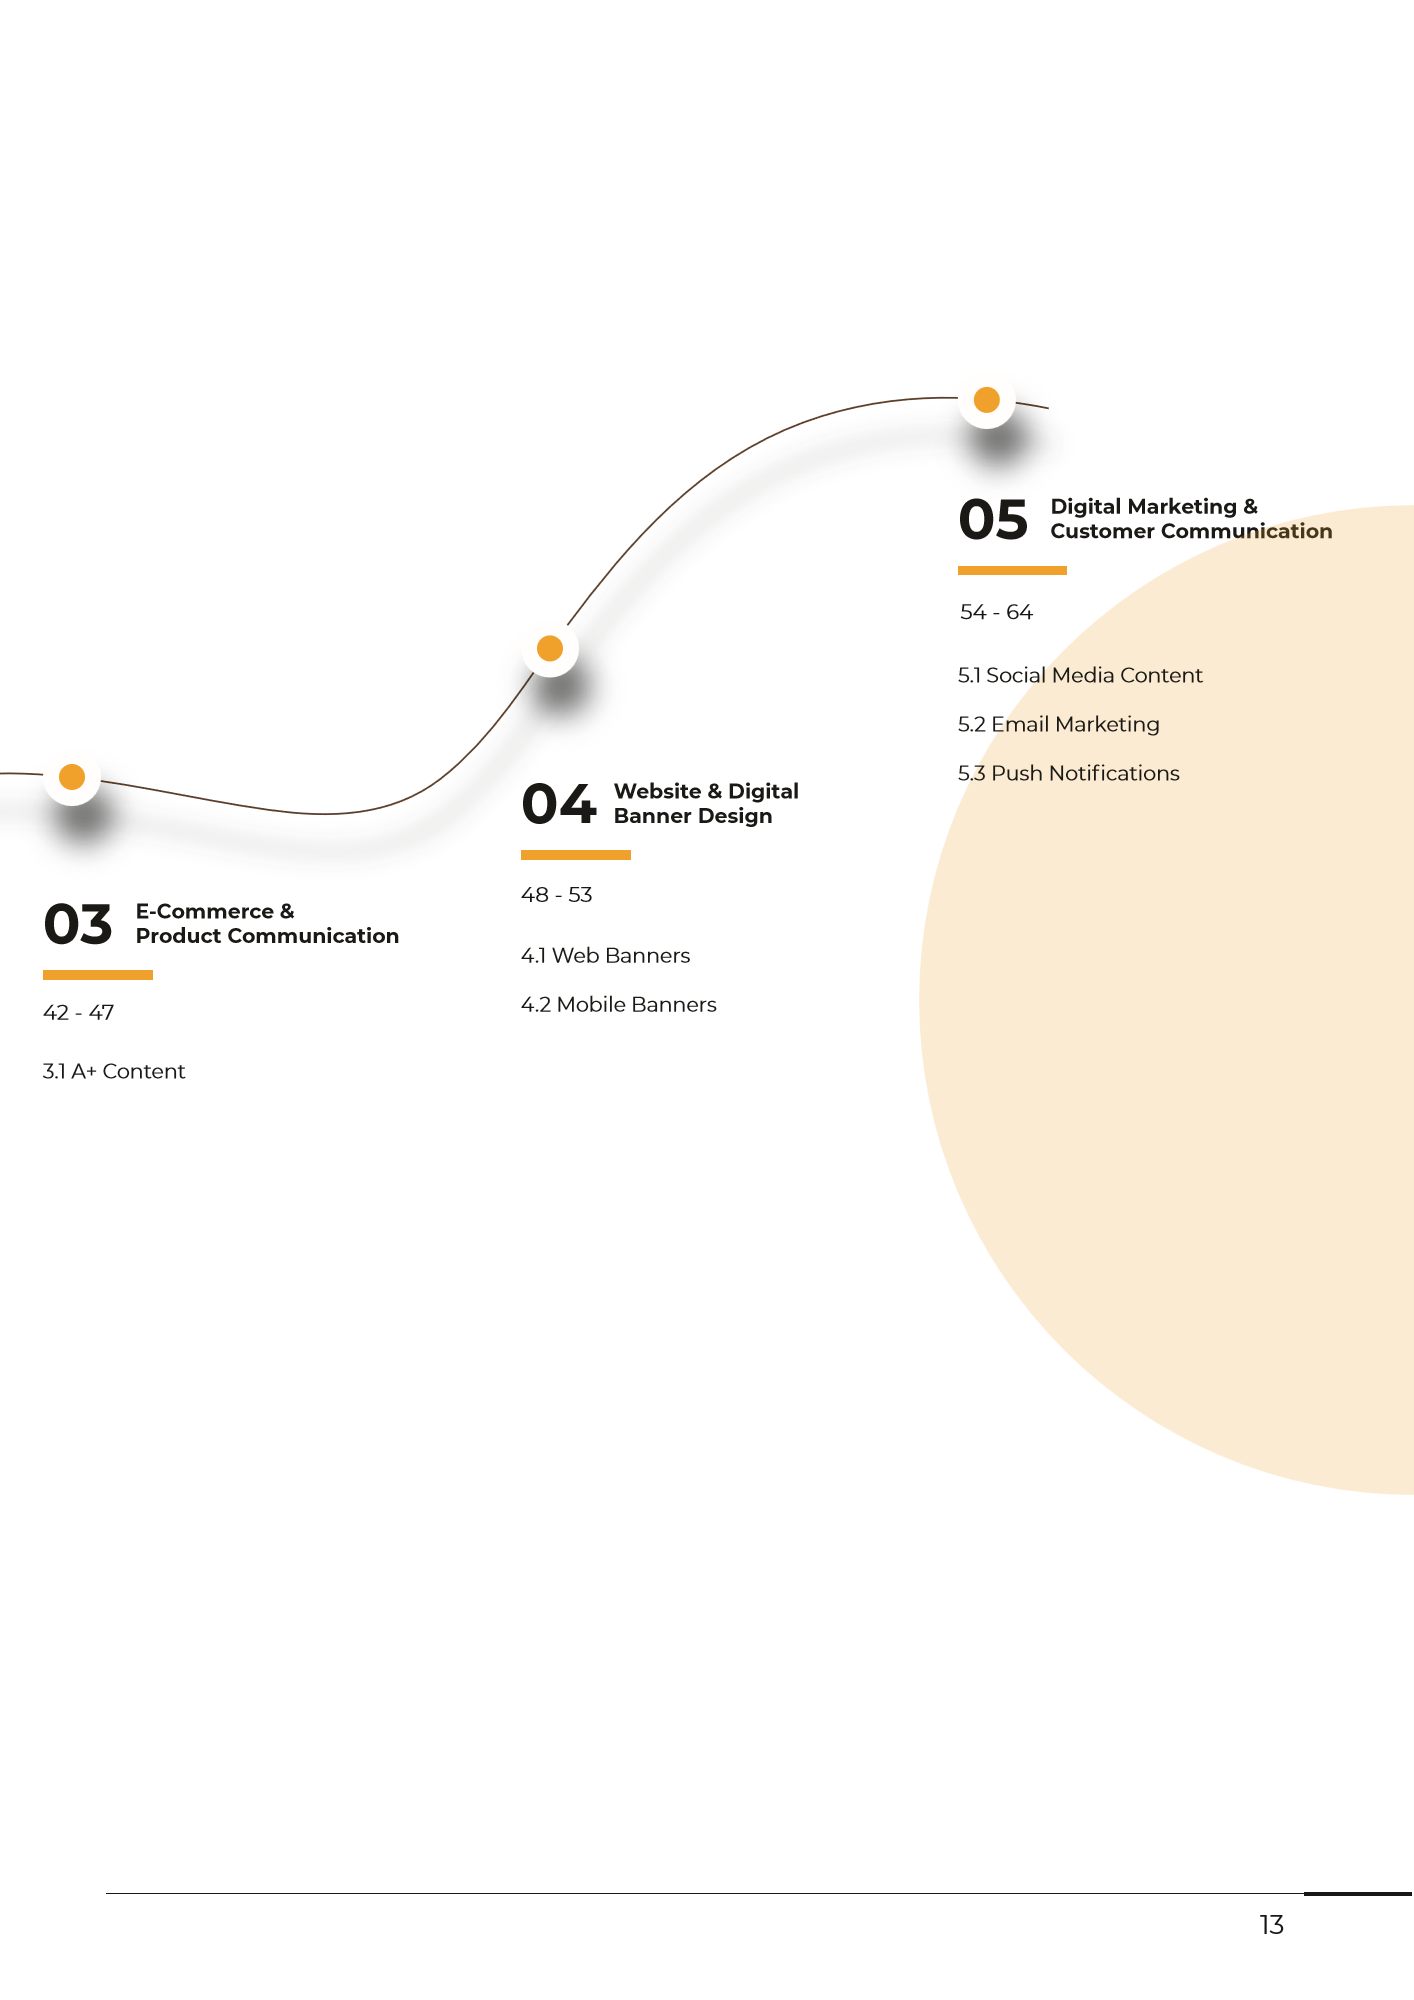 03
E-Commerce &
Product Communication
42 - 47
3.1 A+ Content
04
Website & Digital
Banner Design
48 - 53
4.1 Web Banners
4.2 Mobile Banners
05
Digital Marketing &
Customer Communication
54 - 64
5.1 Social Media Content
5.2 Email Marketing
5.3 Push Notifications
13